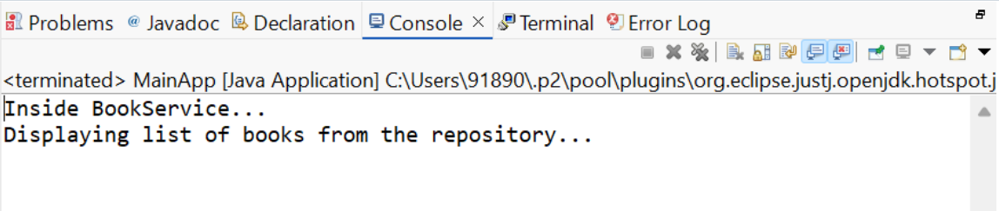 Problems @ Javadoc Declaration Console × Terminal Error Log
<terminated> MainApp [Java Application] C:\Users\91890\.p2\pool\plugins\org.eclipse.justj.openjdk.hotspot.j
Inside BookService...
Displaying list of books from the repository...